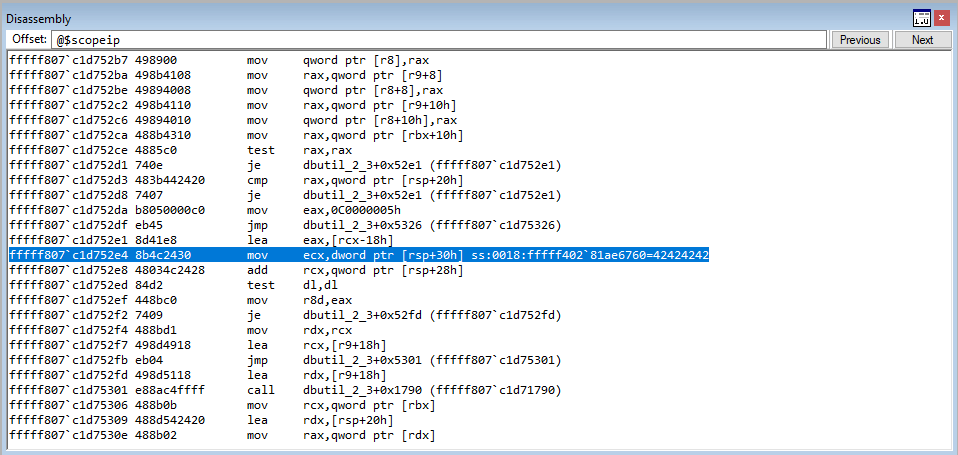 Disassembly
Offset: @$scopeip Previous Next
fffff807`c1d752b7 498900 mov qword ptr [r8],rax
fffff807`c1d752ba 498b4108 mov rax,qword ptr [r9+8]
fffff807`c1d752be 49894008 mov qword ptr [r8+8],rax
fffff807`c1d752c2 498b4110 mov rax,qword ptr [r9+10h]
fffff807`c1d752c6 49894010 mov qword ptr [r8+10h],rax
fffff807`c1d752ca 488b4310 mov rax,qword ptr [rbx+10h]
fffff807`c1d752ce 4885c0 test rax,rax
fffff807`c1d752d1 740e je dbutil_2_3+0x52e1 (fffff807`c1d752e1)
fffff807`c1d752d3 483b442420 cmp rax,qword ptr [rsp+20h]
fffff807`c1d752d8 7407 je dbutil_2_3+0x52e1 (fffff807`c1d752e1)
fffff807`c1d752da b8050000c0 mov eax,0C0000005h
fffff807`c1d752df eb45 jmp dbutil_2_3+0x5326 (fffff807`c1d75326)
fffff807`c1d752e1 8d41e8 lea eax,[rcx-18h]
fffff807`c1d752e4 8b4c2430 mov ecx,dword ptr [rsp+30h] ss:0018:fffff402`81ae6760=42424242
fffff807`c1d752e8 48034c2428 add rcx,qword ptr [rsp+28h]
fffff807`c1d752ed 84d2 test dl,dl
fffff807`c1d752ef 448bc0 mov r8d,eax
fffff807`c1d752f2 7409 je dbutil_2_3+0x52fd (fffff807`c1d752fd)
fffff807`c1d752f4 488bd1 mov rdx,rcx
fffff807`c1d752f7 498d4918 lea rcx,[r9+18h]
fffff807`c1d752fb eb04 jmp dbutil_2_3+0x5301 (fffff807`c1d75301)
fffff807`c1d752fd 498d5118 lea rdx,[r9+18h]
fffff807`c1d75301 e88ac4ffff call dbutil_2_3+0x1790 (fffff807`c1d71790)
fffff807`c1d75306 488b0b mov rcx,qword ptr [rbx]
fffff807`c1d75309 488d542420 lea rdx,[rsp+20h]
fffff807`c1d7530e 488b02 mov rax,qword ptr [rdx]